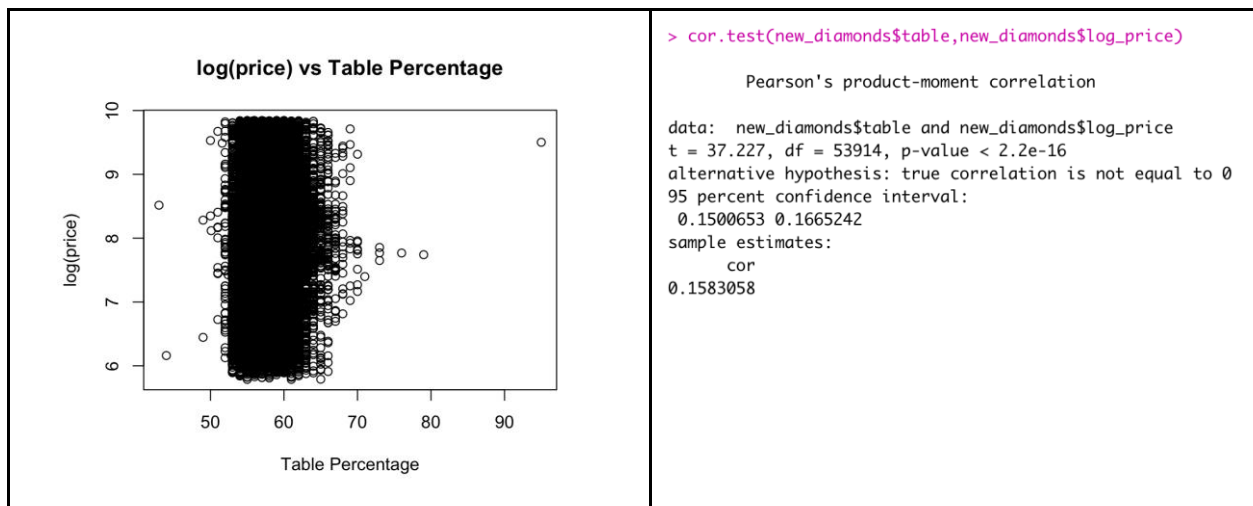 log(price) vs Table Percentage
10
9
8
7
6
log(price)
50 60 70 80 90
Table Percentage
> cor.test(new_diamonds$table,new_diamonds$log_price)
Pearson's product-moment correlation
data: new_diamonds$table and new_diamonds$log_price
t = 37.227, df = 53914, p-value < 2.2e-16
alternative hypothesis: true correlation is not equal to 0
95 percent confidence interval:
0.1500653 0.1665242
sample estimates:
cor
0.1583058